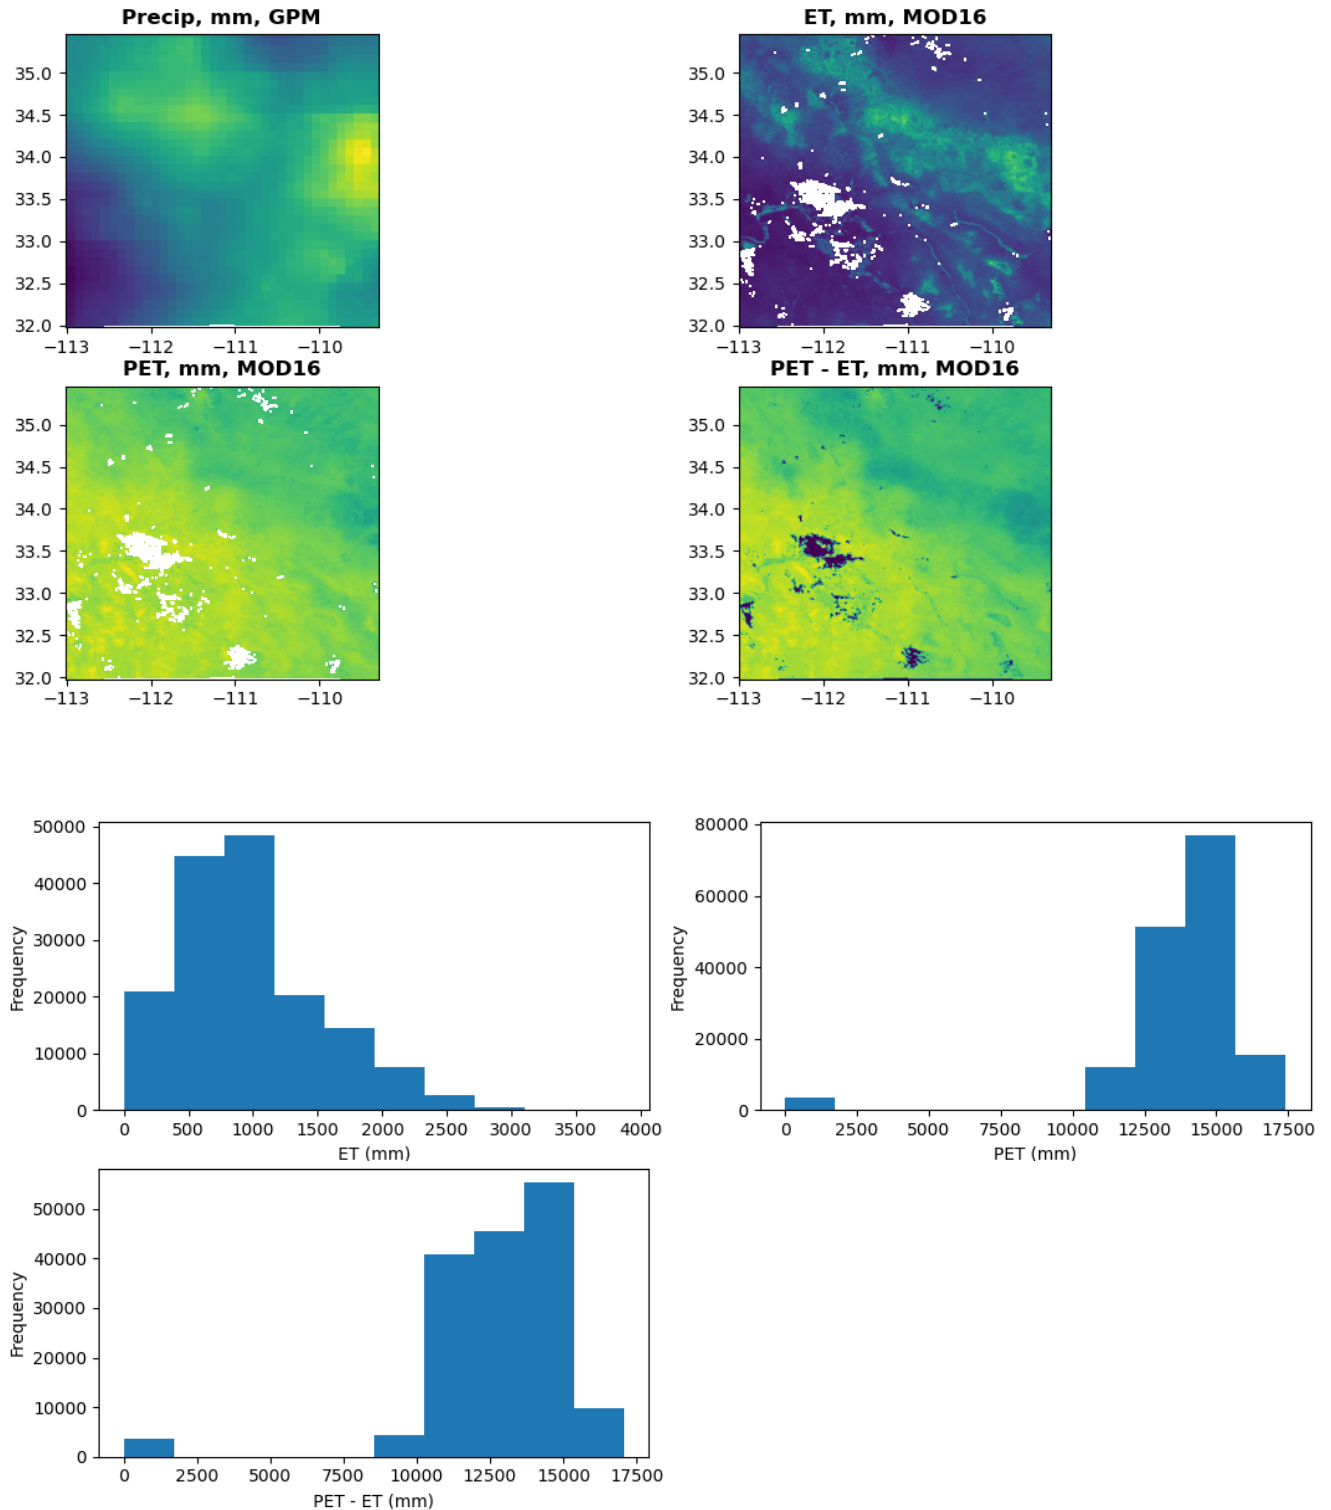 Precip, mm, GPM
35.0
34.5
34.0
33.5
33.0
32.5
32.0
−113 −112 −111 −110
ET, mm, MOD16
35.0
34.5
34.0
33.5
33.0
32.5
32.0
−113 −112 −111 −110
PET, mm, MOD16
35.0
34.5
34.0
33.5
33.0
32.5
32.0
−113 −112 −111 −110
PET - ET, mm, MOD16
35.0
34.5
34.0
33.5
33.0
32.5
32.0
−113 −112 −111 −110
Frequency
50000
40000
30000
20000
10000
0
0 500 1000 1500 2000 2500 3000 3500 4000
ET (mm)
Frequency
80000
60000
40000
20000
0
0 2500 5000 7500 10000 12500 15000 17500
PET (mm)
Frequency
50000
40000
30000
20000
10000
0
0 2500 5000 7500 10000 12500 15000 17500
PET - ET (mm)